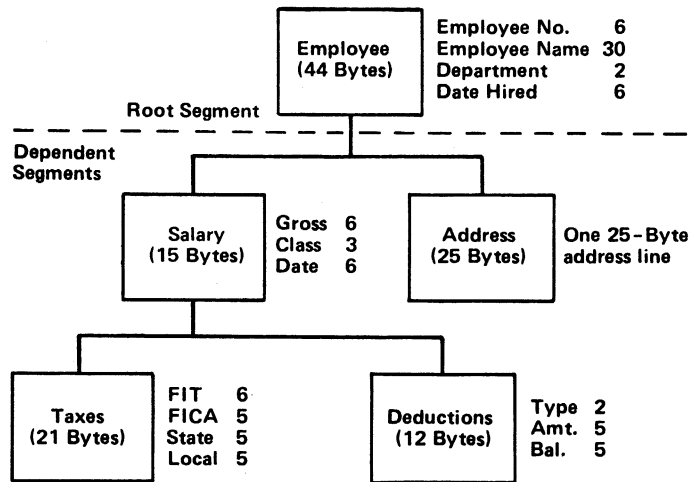 Employee
(44 Bytes)
Employee No. 6
Employee Name 30
Department 2
Date Hired 6
Root Segment
Dependent
Segments
Salary
(15 Bytes)
Gross 6
Class 3
Date 6
Address
(25 Bytes)
One 25-Byte
address line
Taxes
(21 Bytes)
FIT 6
FICA 5
State 5
Local 5
Deductions
(12 Bytes)
Type 2
Amt. 5
Bal. 5